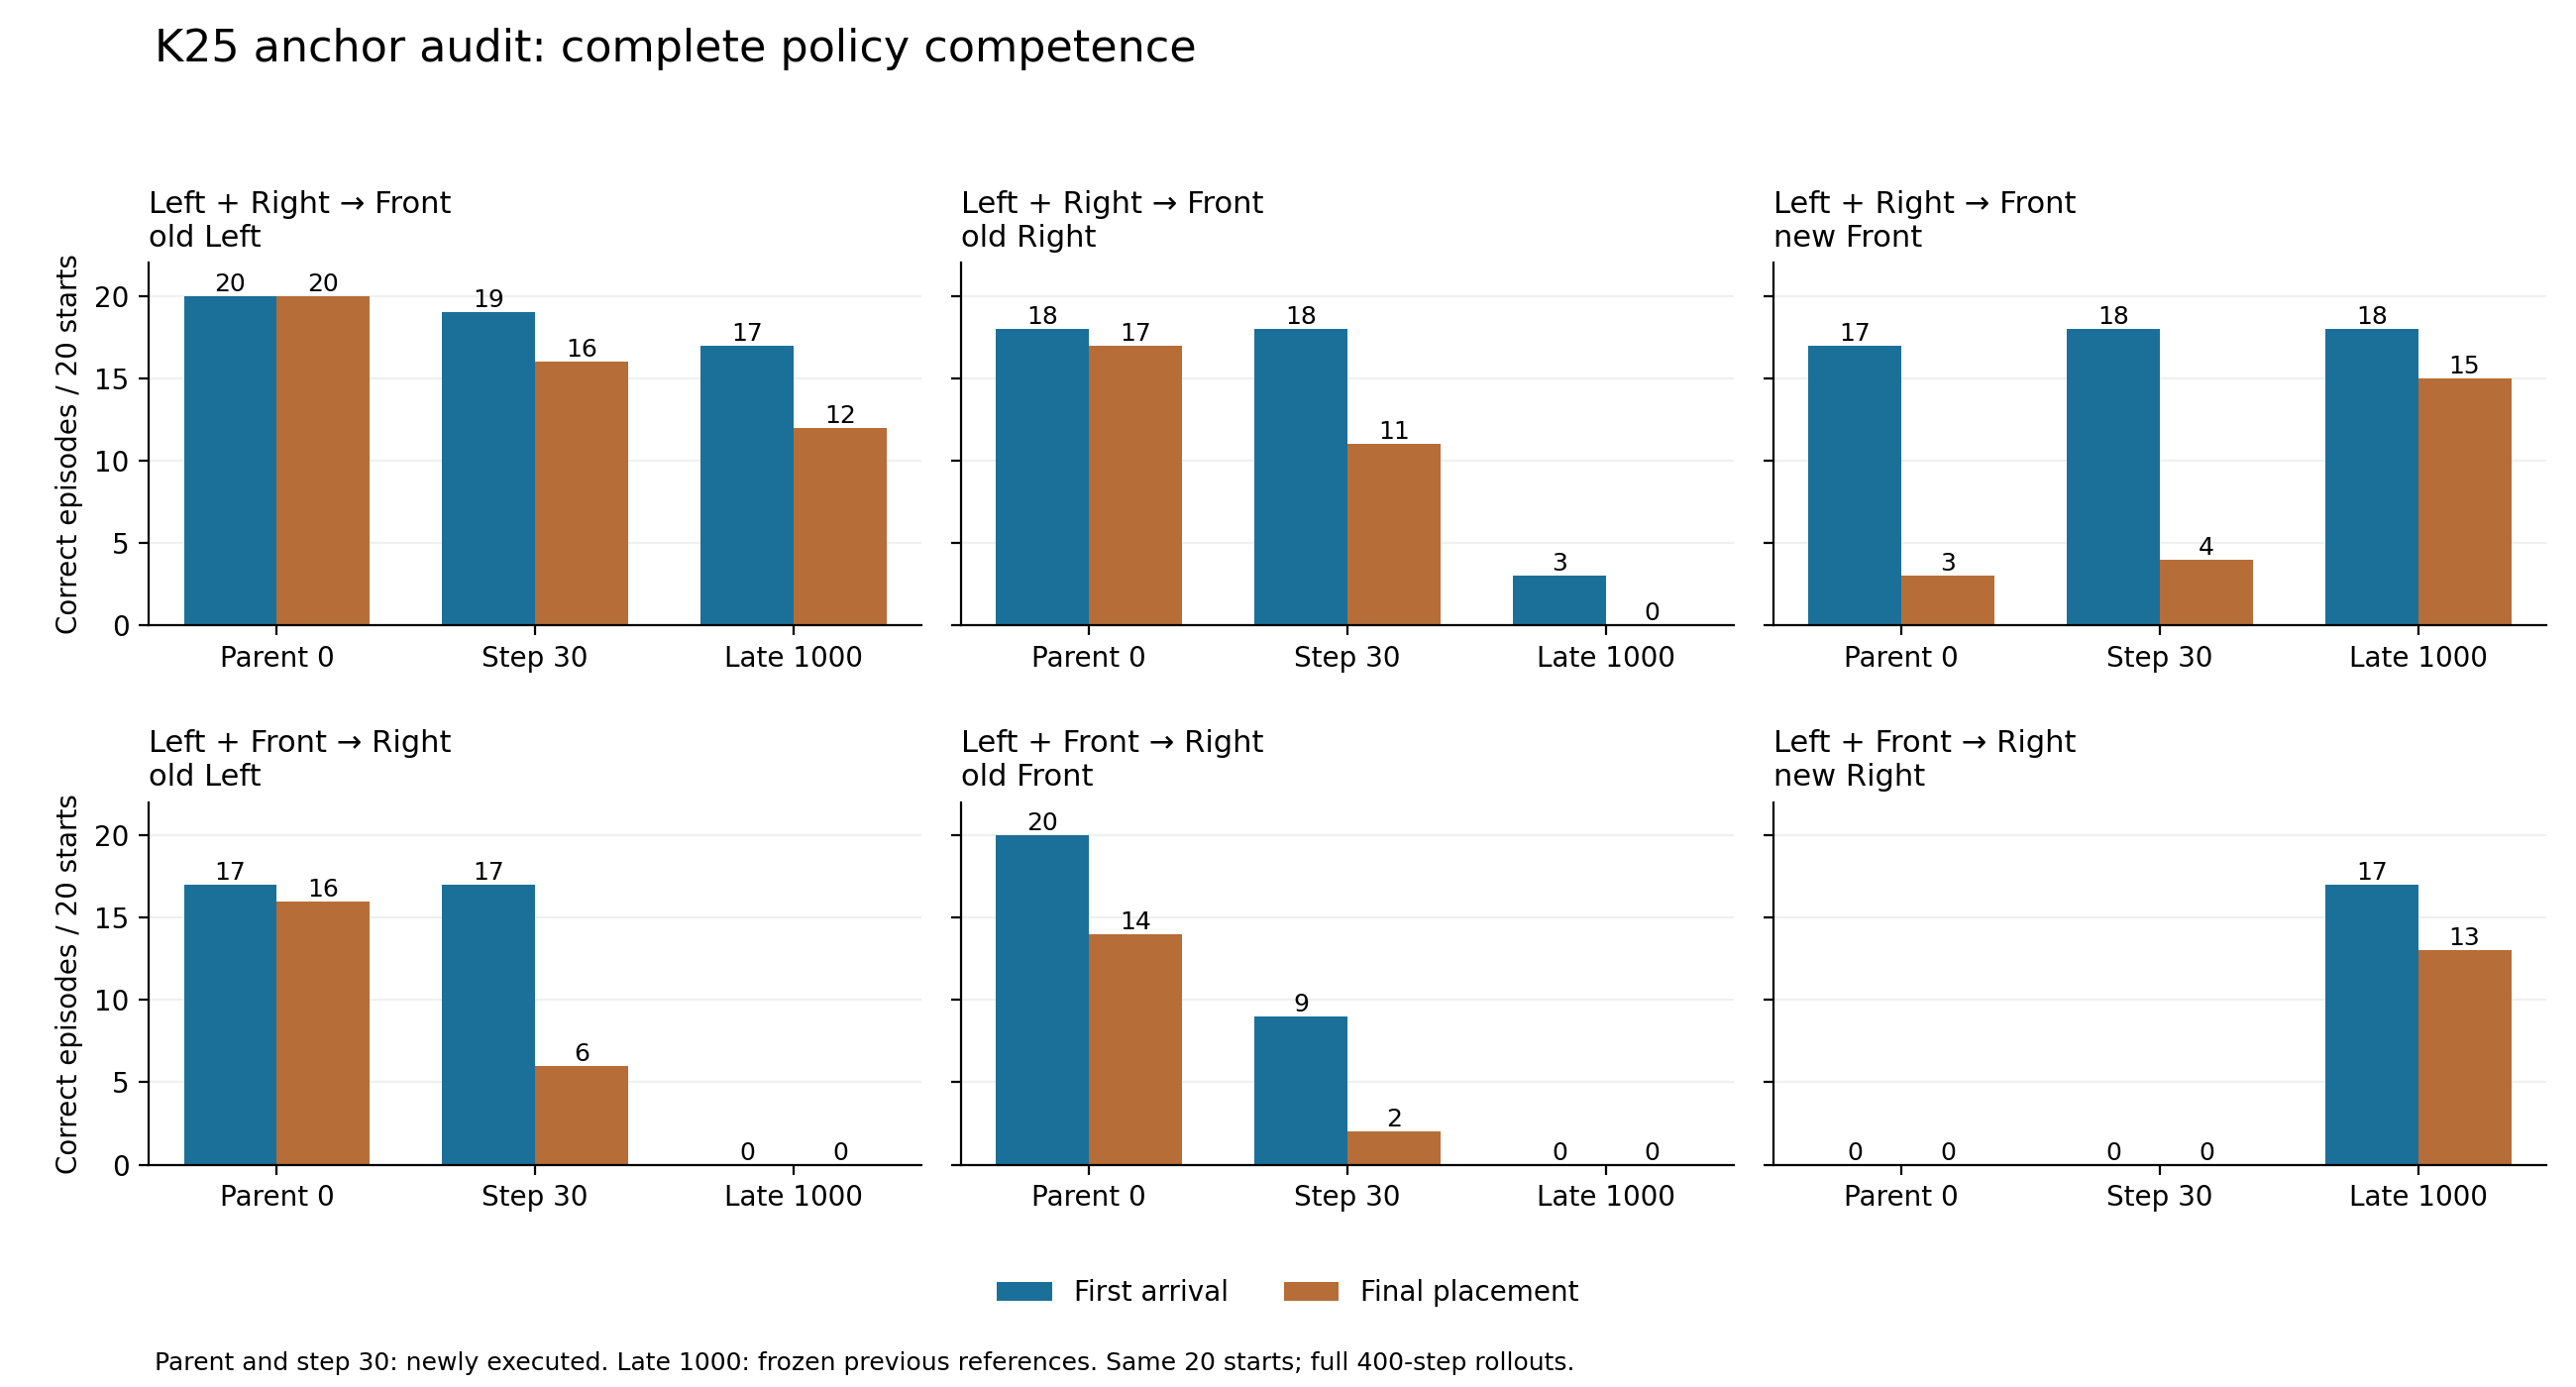 K25 anchor audit: complete policy competence
Left + Right → Front
old Left
Left + Right → Front
old Right
Left + Right → Front
new Front
Correct episodes / 20 starts
20
15
10
5
0
20
20
19
16
17
12
Parent 0
Step 30
Late 1000
18
17
18
11
3
0
Parent 0
Step 30
Late 1000
17
3
18
4
18
15
Parent 0
Step 30
Late 1000
Left + Front → Right
old Left
Left + Front → Right
old Front
Left + Front → Right
new Right
Correct episodes / 20 starts
20
15
10
5
0
17
16
17
6
0
0
Parent 0
Step 30
Late 1000
20
14
9
2
0
0
Parent 0
Step 30
Late 1000
0
0
0
0
17
13
Parent 0
Step 30
Late 1000
First arrival
Final placement
Parent and step 30: newly executed. Late 1000: frozen previous references. Same 20 starts; full 400-step rollouts.